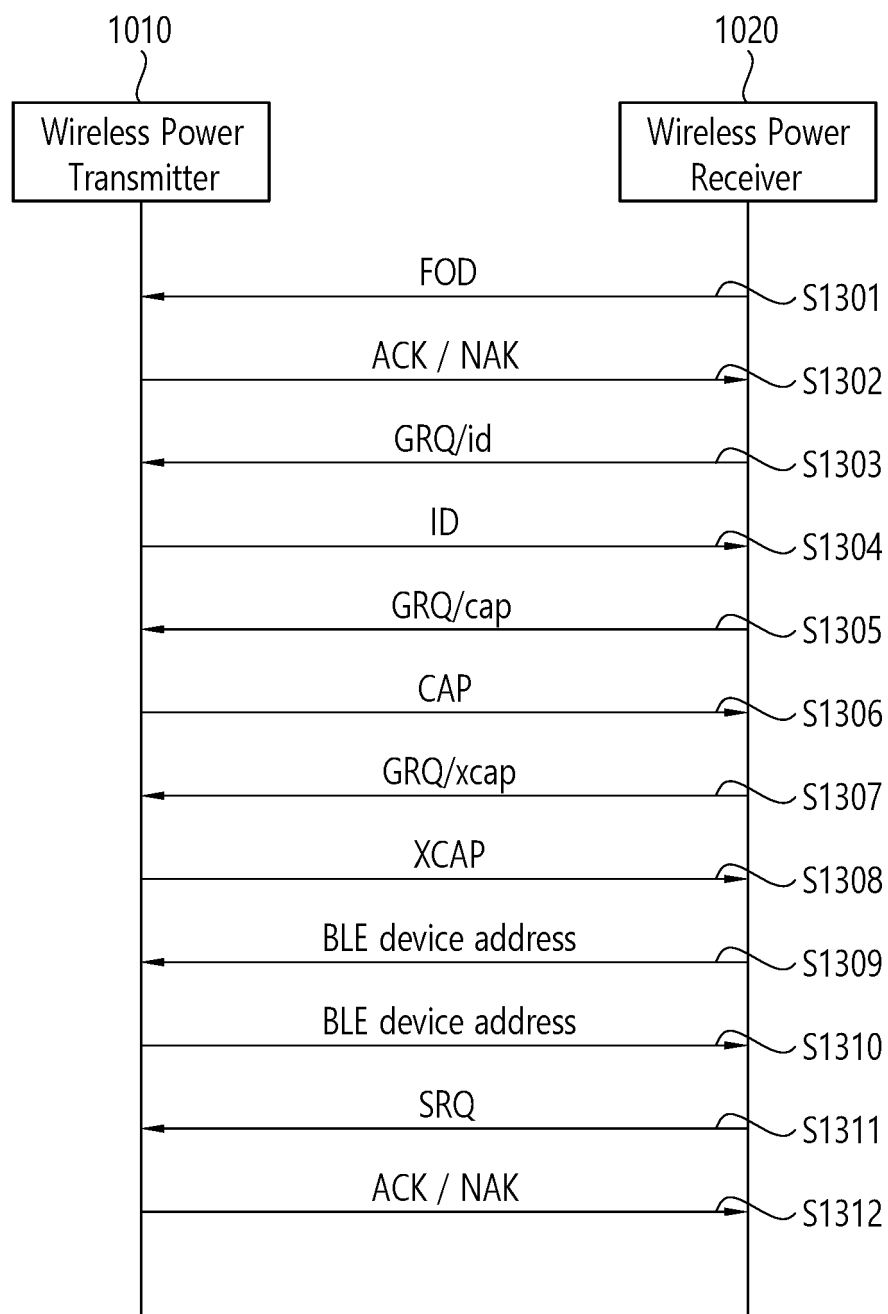 1010
1020
Wireless Power
Transmitter
Wireless Power
Receiver
FOD
S1301
ACK / NAK
S1302
GRQ/id
S1303
ID
S1304
GRQ/cap
S1305
CAP
S1306
GRQ/xcap
S1307
XCAP
S1308
BLE device address
S1309
BLE device address
S1310
SRQ
S1311
ACK / NAK
S1312